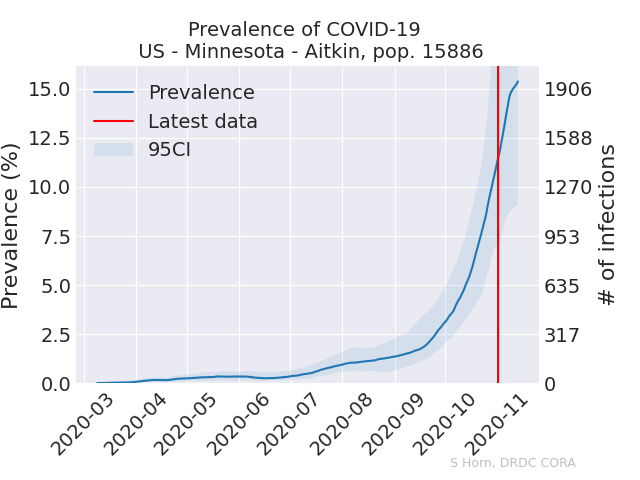 Prevalence of COVID-19
US - Minnesota - Aitkin, pop. 15886
Prevalence
Latest data
95CI
Prevalence (%)
15.0
12.5
10.0
7.5
5.0
2.5
0.0
1906
1588
1270
953
635
317
0
# of infections
2020-03
2020-04
2020-05
2020-06
2020-07
2020-08
2020-09
2020-10
2020-11
S Horn, DRDC CORA